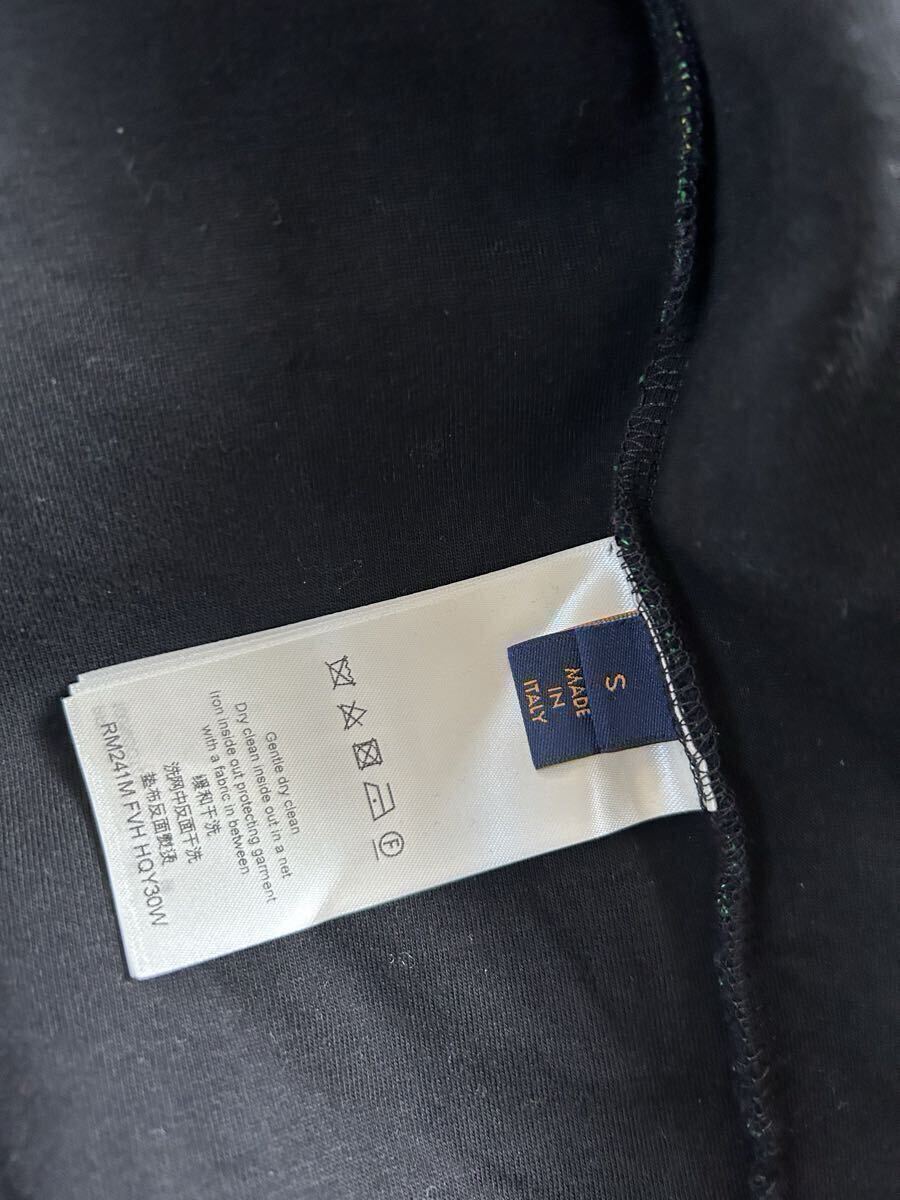 S
MADE
IN
ITALY
F
Gentle dry clean
Dry clean inside out in a net
Iron inside out protecting garment
with a fabric in between
缓和干洗
洗网中反面干洗
垫布反面熨烫
RM241M FVH HQY30W